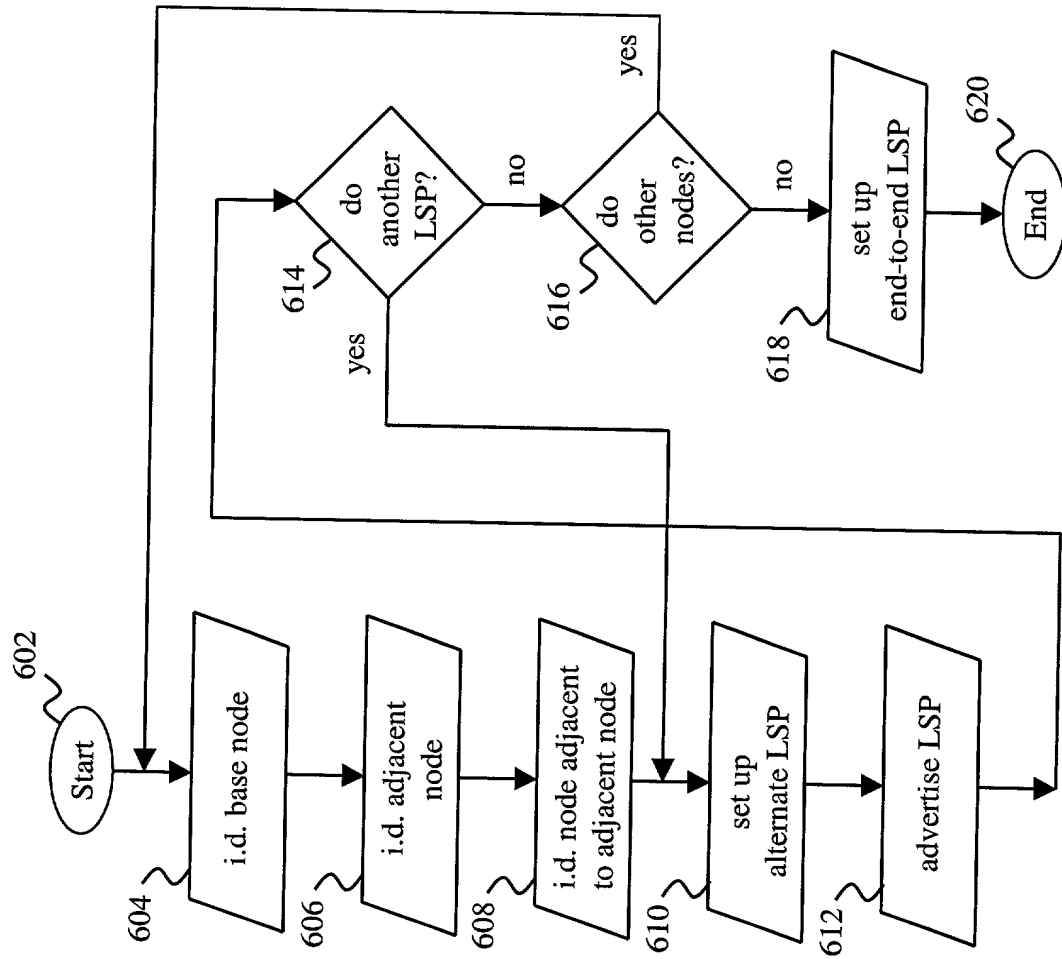 602
Start
604
i.d. base node
606
i.d. adjacent
node
608
i.d. node adjacent
to adjacent node
610
set up
alternate LSP
612
advertise LSP
614
do
another
LSP?
yes
no
616
do
other
nodes?
yes
no
618
set up
end-to-end LSP
620
End